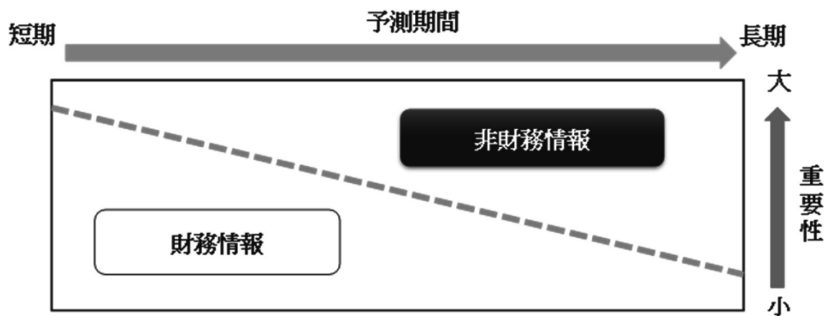 予測期間
短期
長期
大
非財務情報
重要性
財務情報
小